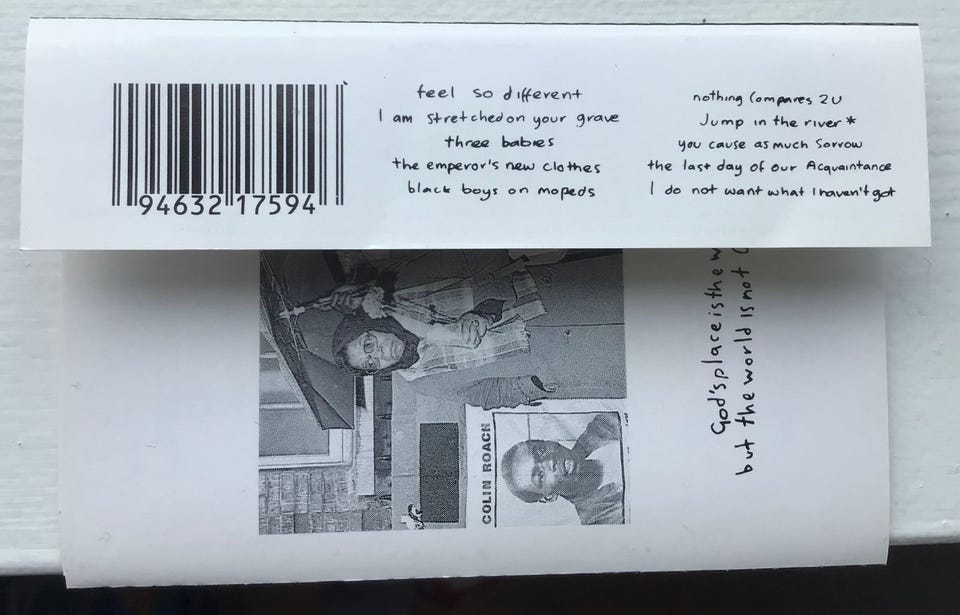 94632 17594
feel so different
I am stretched on your grave
three babies
the emperor's new clothes
black boys on mopeds
nothing Compares 2U
Jump in the river *
you cause as much sorrow
the last day of our Acquaintance
I do not want what I haven't got
COLIN ROACH
God's place is the
but the world is not